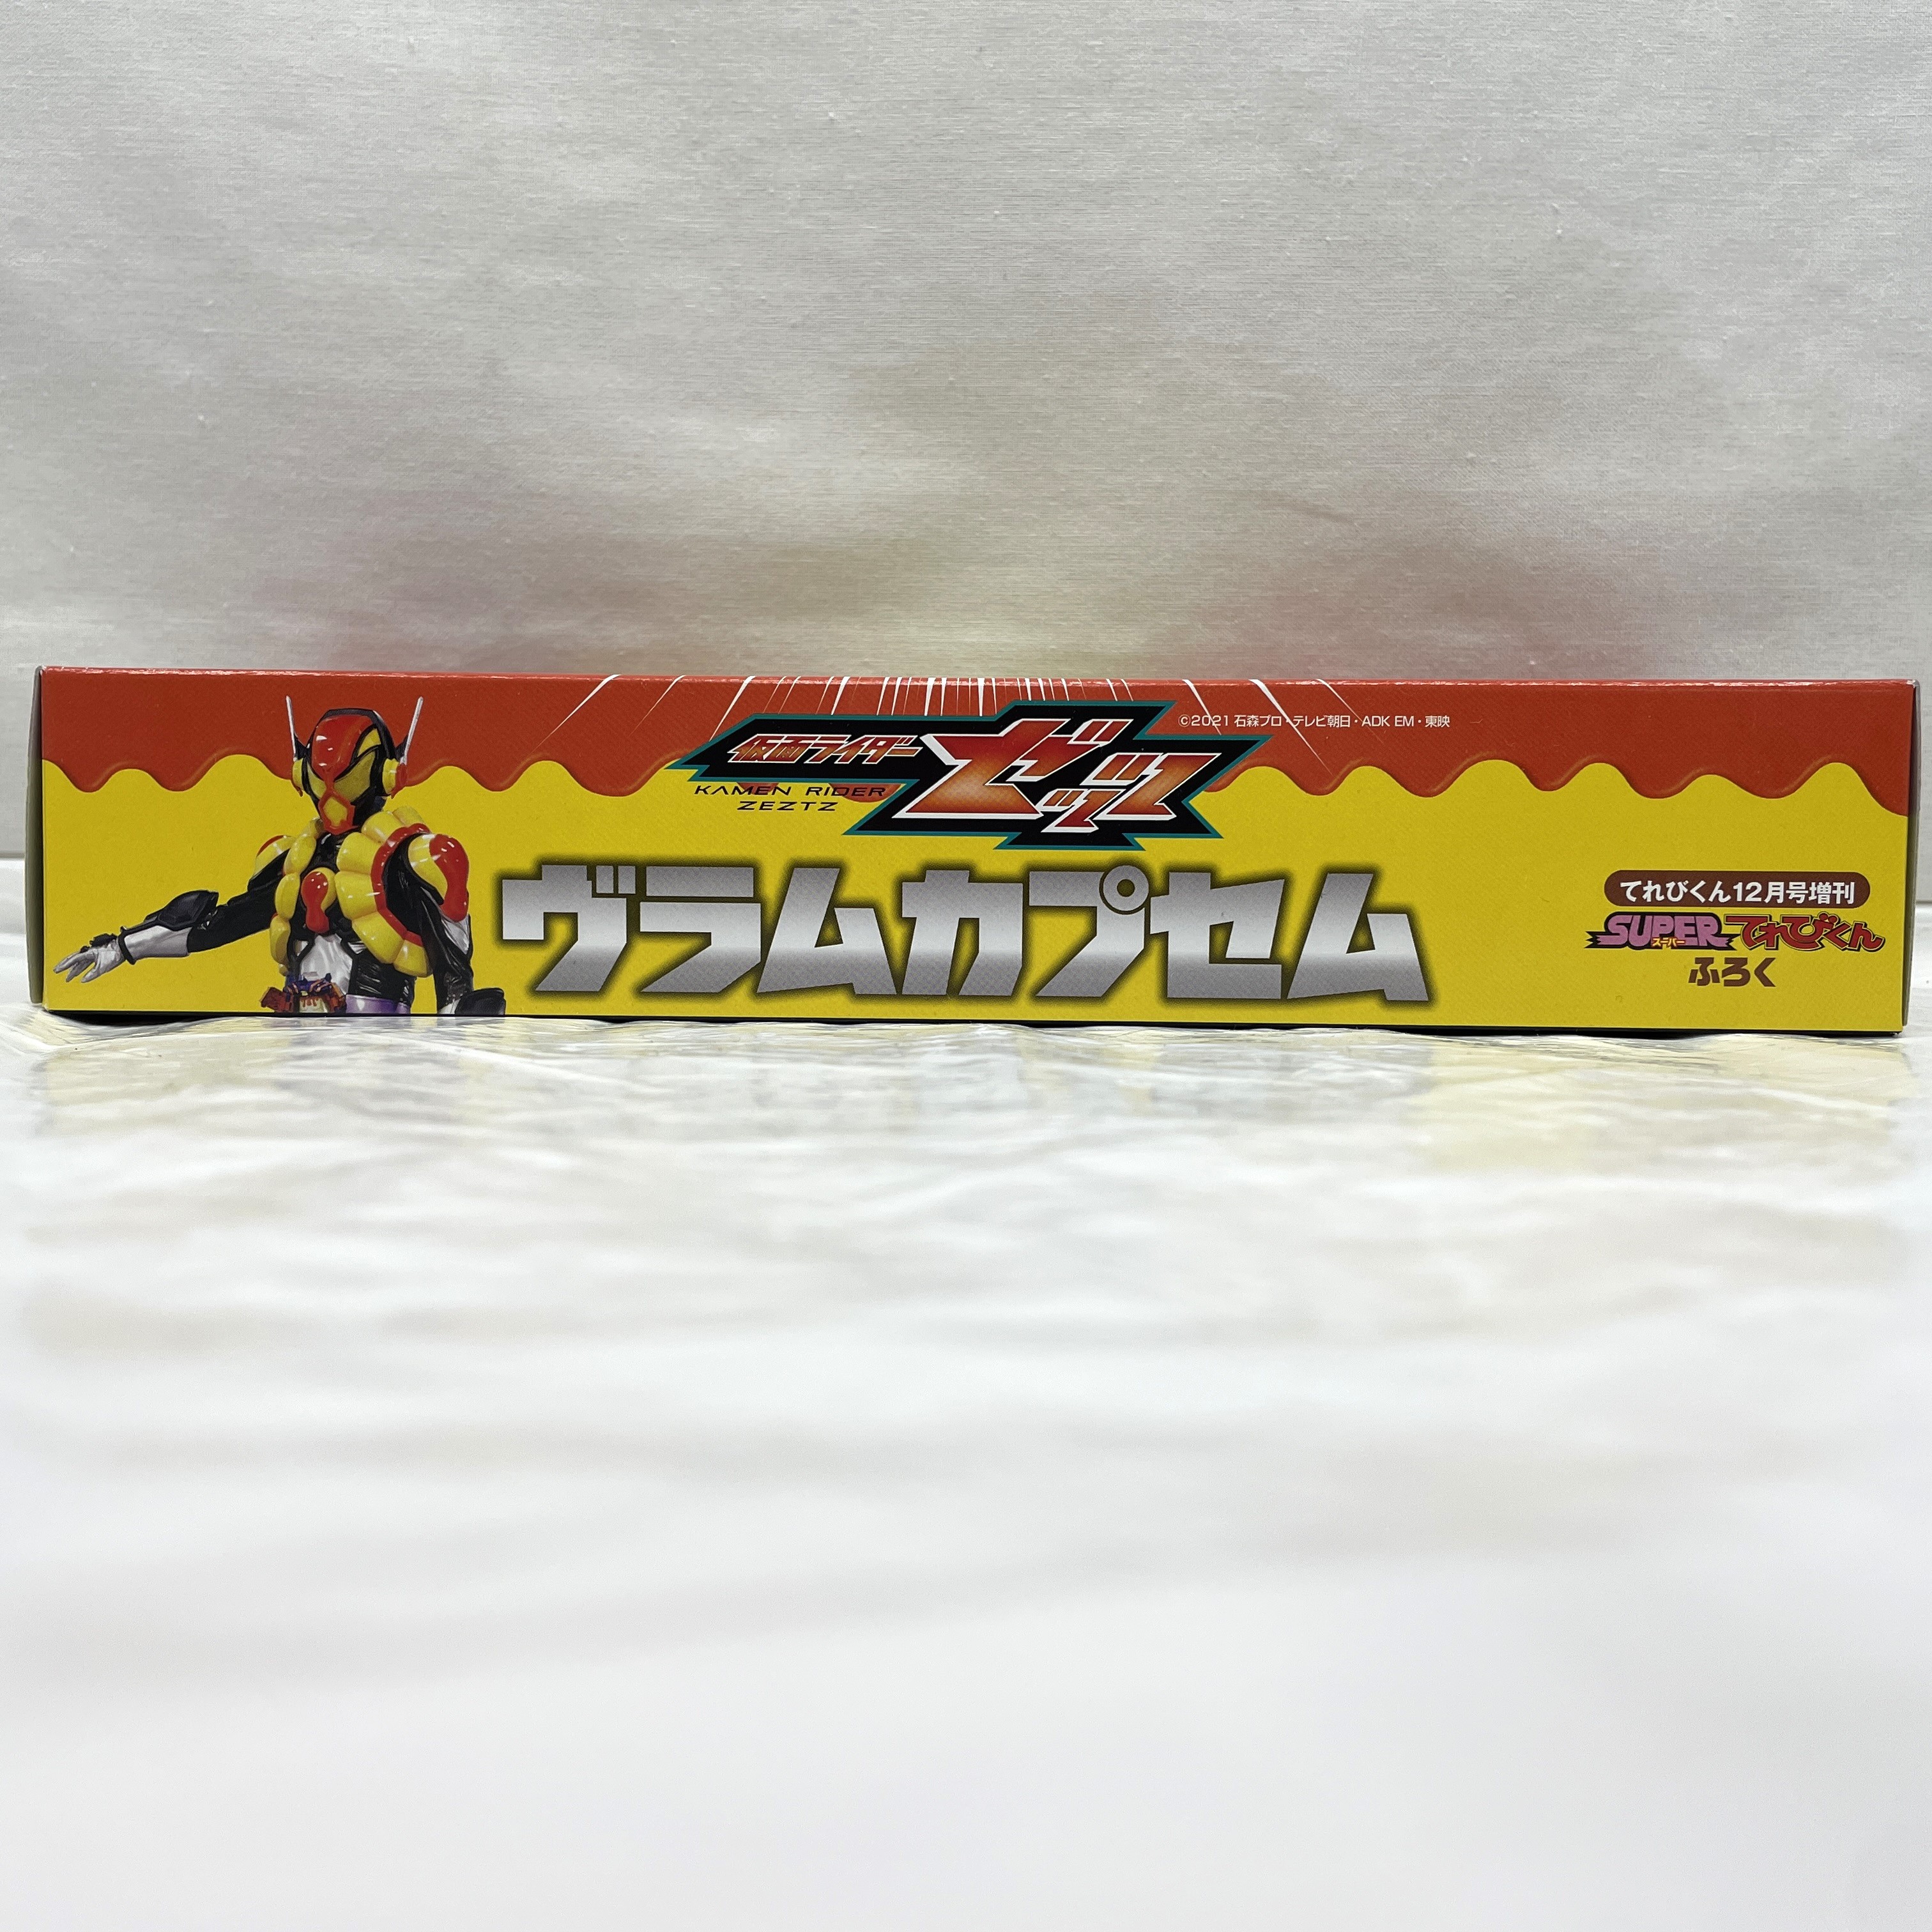 仮面ライダー
ゼッツ
KAMEN RIDER
ZEZTZ
©2021 石森プロ・テレビ朝日・ADK EM・東映
ヴラムカプセム
てれびくん12月号増刊
SUPER てれびくん
スーパー
ふろく